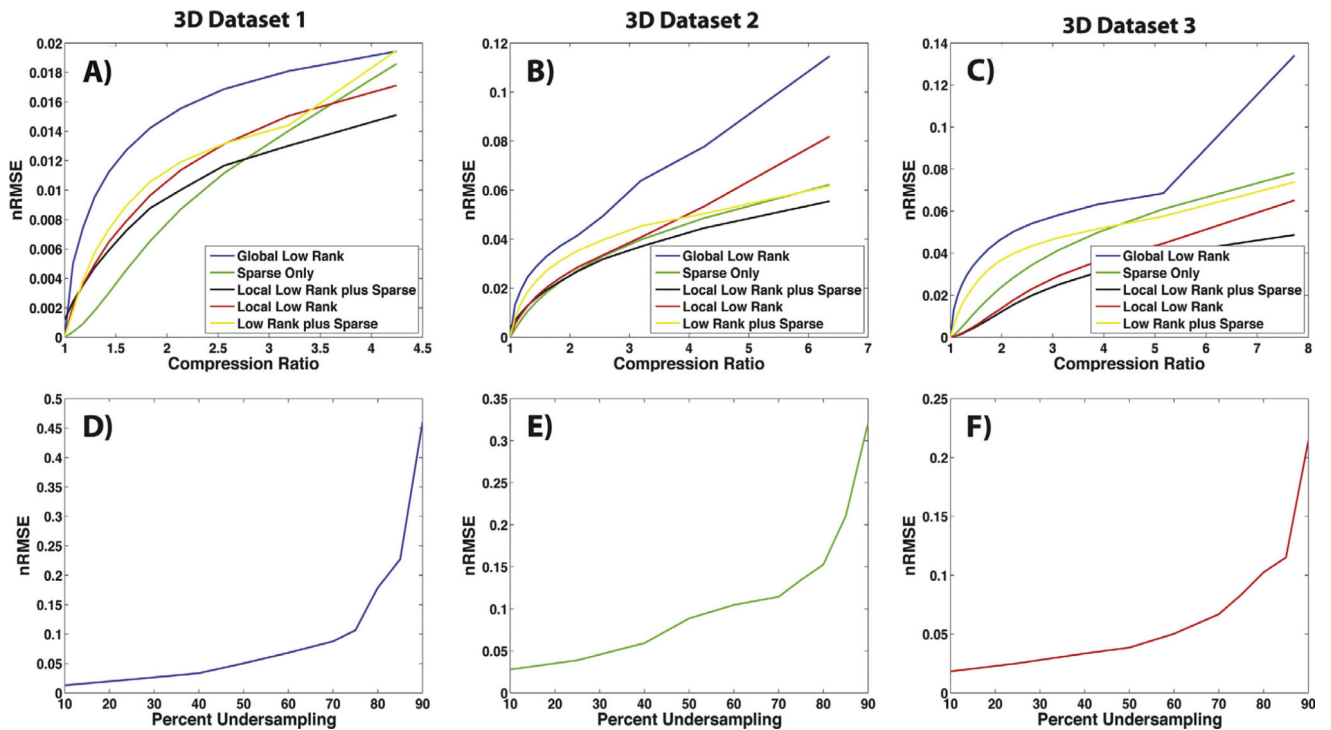 3D Dataset 1
3D Dataset 2
3D Dataset 3
A)
nRMSE
0.02
0.018
0.016
0.014
0.012
0.01
0.008
0.006
0.004
0.002
0
Global Low Rank
Sparse Only
Local Low Rank plus Sparse
Local Low Rank
Low Rank plus Sparse
1 1.5 2 2.5 3 3.5 4 4.5
Compression Ratio
B)
nRMSE
0.12
0.1
0.08
0.06
0.04
0.02
0
Global Low Rank
Sparse Only
Local Low Rank plus Sparse
Local Low Rank
Low Rank plus Sparse
1 2 3 4 5 6 7
Compression Ratio
C)
nRMSE
0.14
0.12
0.1
0.08
0.06
0.04
0.02
0
Global Low Rank
Sparse Only
Local Low Rank plus Sparse
Local Low Rank
Low Rank plus Sparse
1 2 3 4 5 6 7 8
Compression Ratio
D)
nRMSE
0.5
0.45
0.4
0.35
0.3
0.25
0.2
0.15
0.1
0.05
0
10 20 30 40 50 60 70 80 90
Percent Undersampling
E)
nRMSE
0.35
0.3
0.25
0.2
0.15
0.1
0.05
0
10 20 30 40 50 60 70 80 90
Percent Undersampling
F)
nRMSE
0.25
0.2
0.15
0.1
0.05
0
10 20 30 40 50 60 70 80 90
Percent Undersampling